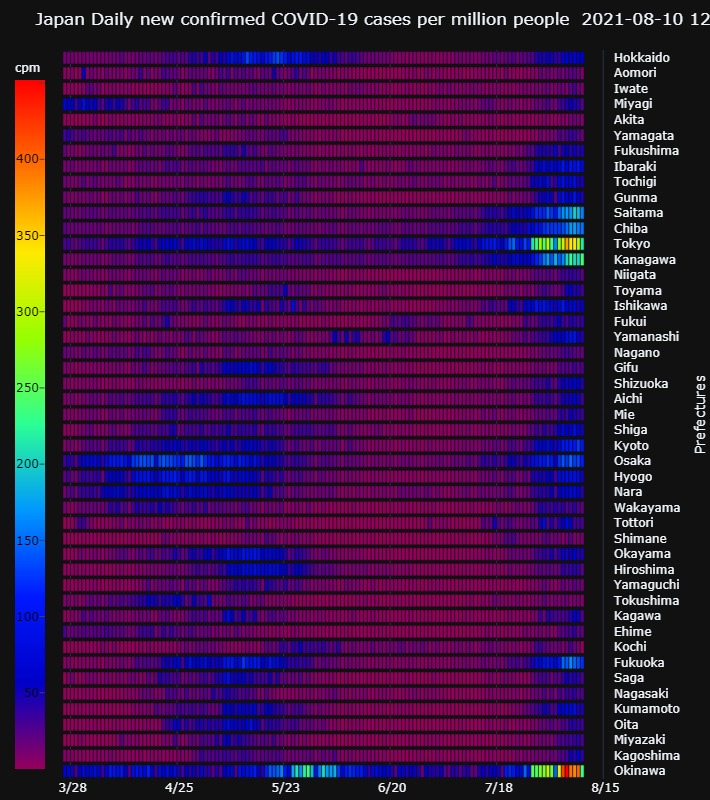 Japan Daily new confirmed COVID-19 cases per million people 2021-08-10 12
cpm
400
350
300
250
200
150
100
50
Hokkaido
Aomori
Iwate
Miyagi
Akita
Yamagata
Fukushima
Ibaraki
Tochigi
Gunma
Saitama
Chiba
Tokyo
Kanagawa
Niigata
Toyama
Ishikawa
Fukui
Yamanashi
Nagano
Gifu
Shizuoka
Aichi
Mie
Shiga
Kyoto
Osaka
Hyogo
Nara
Wakayama
Tottori
Shimane
Okayama
Hiroshima
Yamaguchi
Tokushima
Kagawa
Ehime
Kochi
Fukuoka
Saga
Nagasaki
Kumamoto
Oita
Miyazaki
Kagoshima
Okinawa
Prefectures
3/28 4/25 5/23 6/20 7/18 8/15